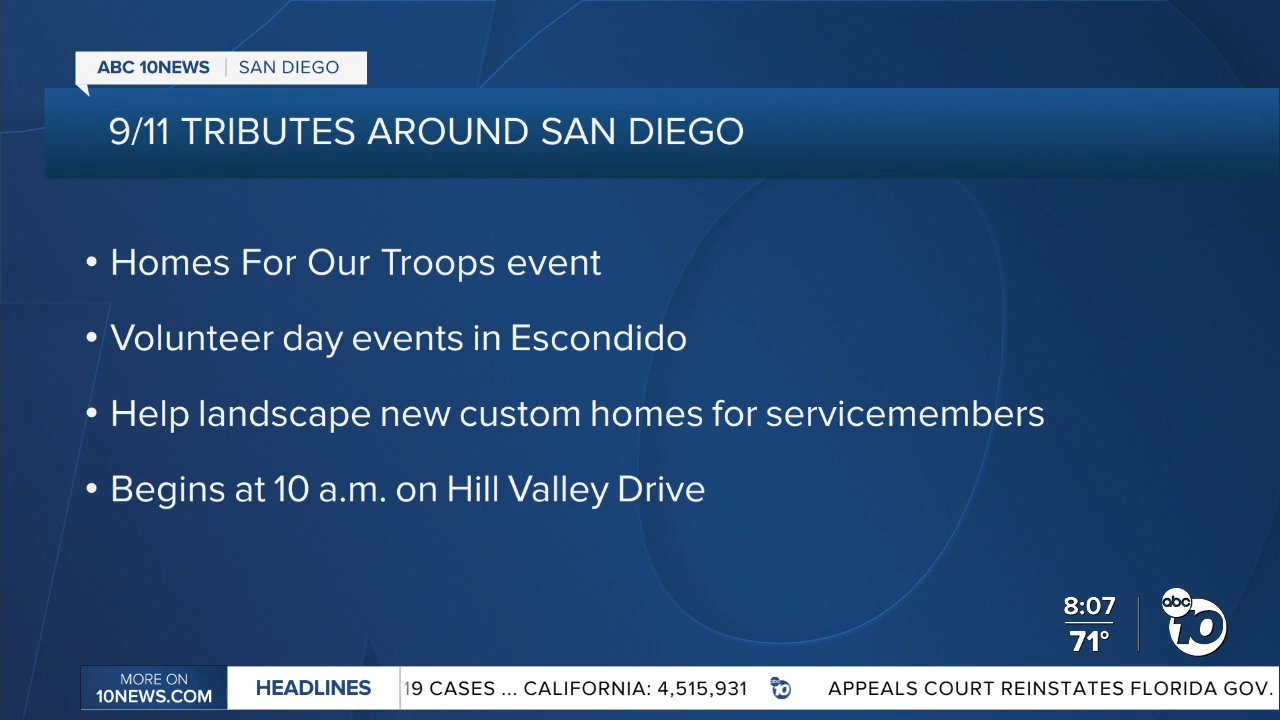 ABC 10NEWS | SAN DIEGO
9/11 TRIBUTES AROUND SAN DIEGO
• Homes For Our Troops event
• Volunteer day events in Escondido
• Help landscape new custom homes for servicemembers
• Begins at 10 a.m. on Hill Valley Drive
8:07
71°
abc
10
MORE ON
10NEWS.COM
HEADLINES
19 CASES ... CALIFORNIA: 4,515,931 abc 10 APPEALS COURT REINSTATES FLORIDA GOV.